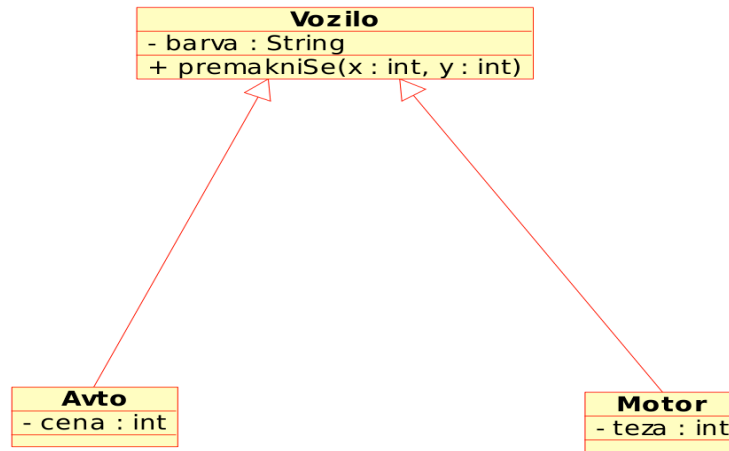 Vozilo
- barva : String
+ premakniSe(x : int, y : int)
Avto
- cena : int
Motor
- teza : int